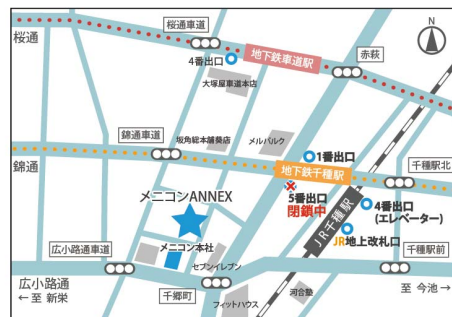 桜通
桜通車道
4番出口
大塚屋車道本店
地下鉄車道駅
赤萩
N
錦通車道
坂角総本舗葵店
メルパルク
1番出口
錦通
地下鉄千種駅
千種駅北
5番出口
閉鎖中
4番出口
(エレベーター)
JR千種駅
JR地上改札口
メニコンANNEX
広小路通車道
メニコン本社
セブンイレブン
千種駅前
広小路通
←至 新栄
千郷町
フィットハウス
河合塾
至 今池→